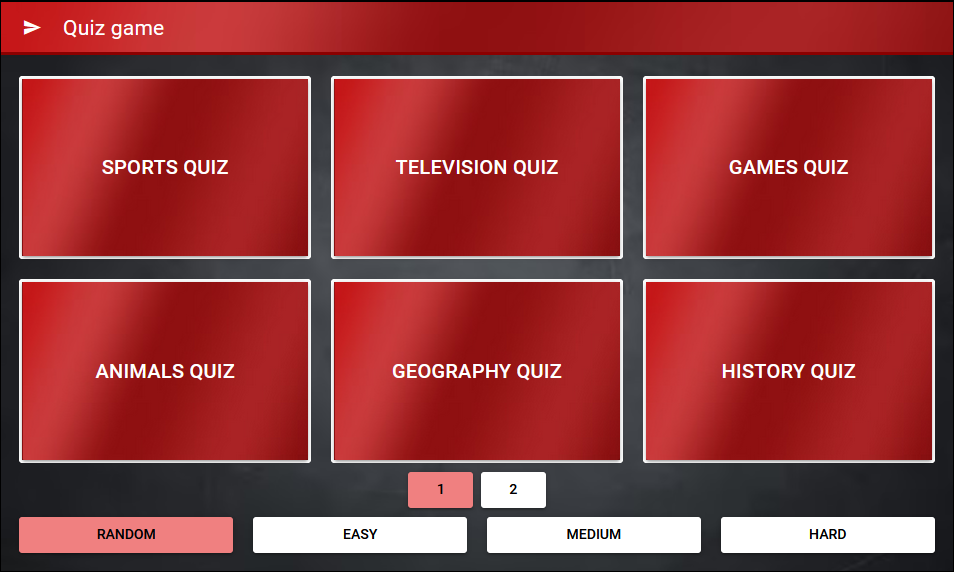 Quiz game
SPORTS QUIZ
TELEVISION QUIZ
GAMES QUIZ
ANIMALS QUIZ
GEOGRAPHY QUIZ
HISTORY QUIZ
1
2
RANDOM
EASY
MEDIUM
HARD